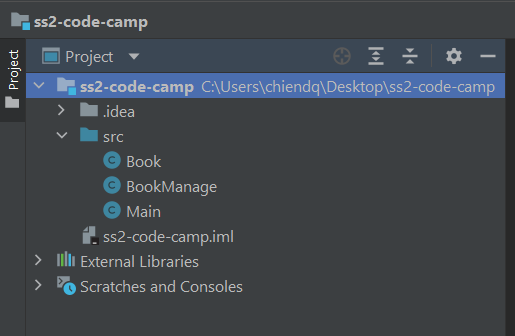 ss2-code-camp
Project
Project
ss2-code-camp C:\Users\chiendq\Desktop\ss2-code-camp
.idea
src
C Book
C BookManage
C Main
ss2-code-camp.iml
External Libraries
Scratches and Consoles